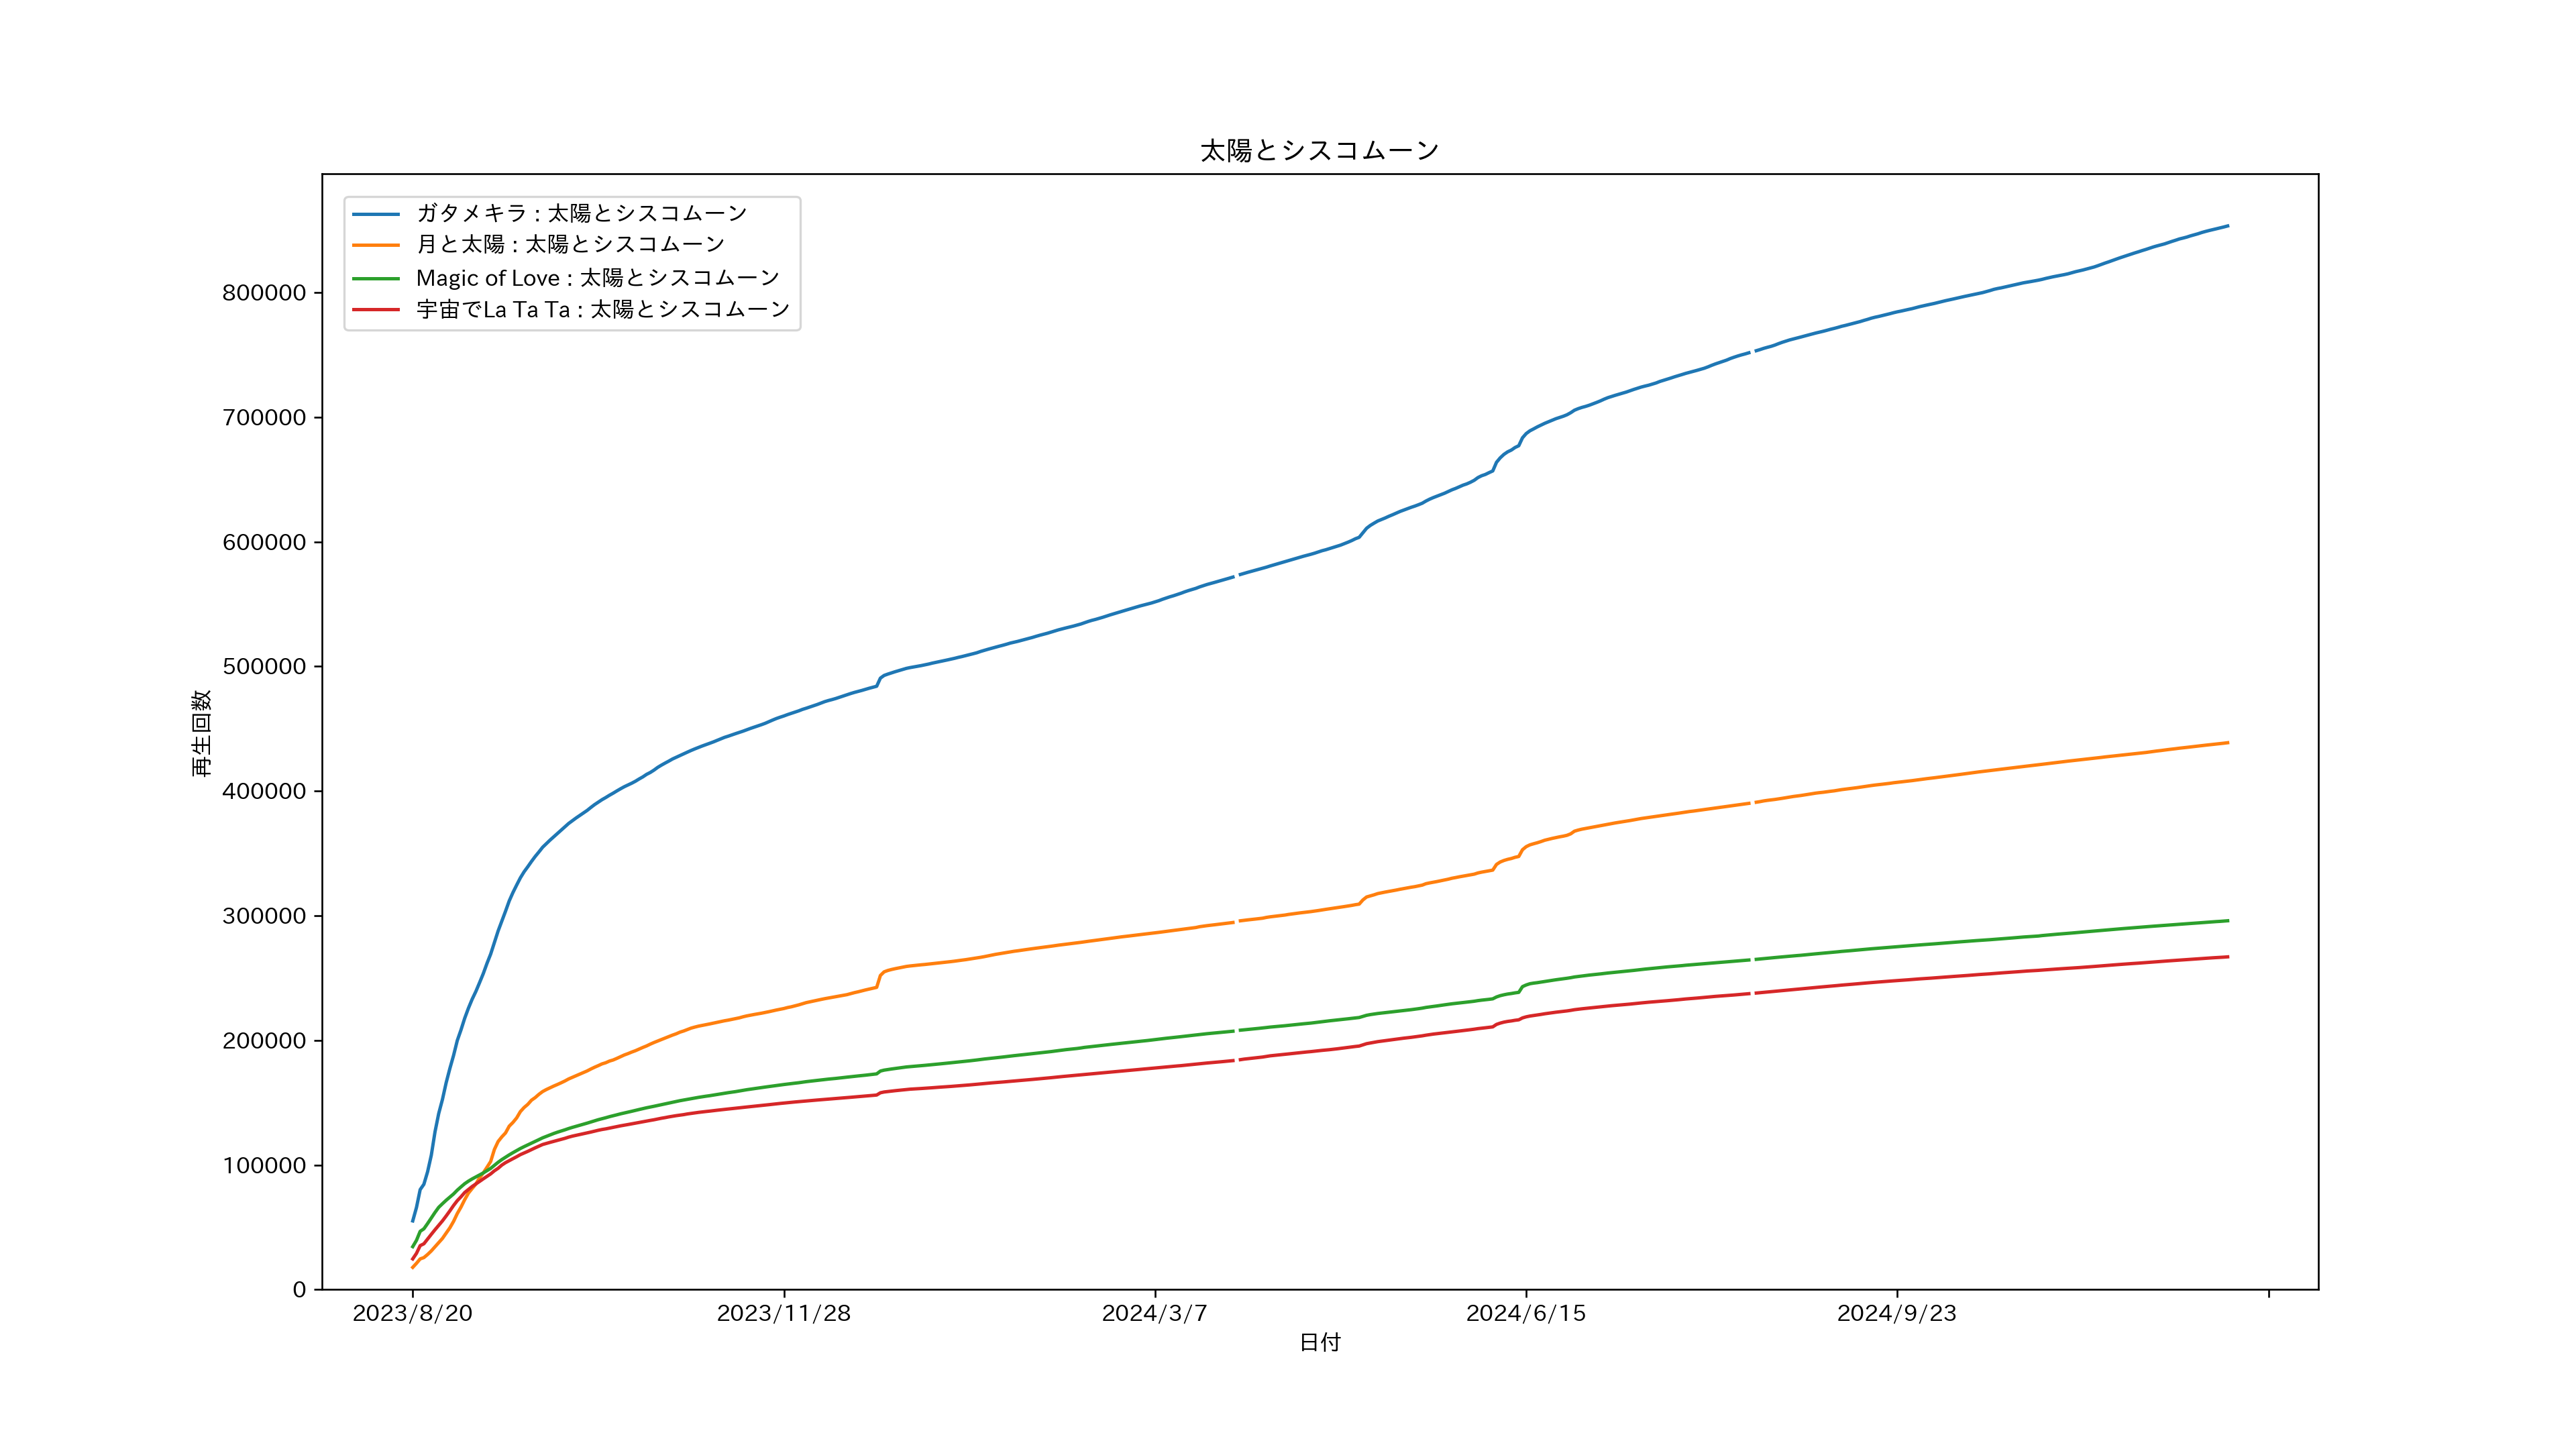 太陽とシスコムーン
ガタメキラ : 太陽とシスコムーン
月と太陽 : 太陽とシスコムーン
Magic of Love : 太陽とシスコムーン
宇宙でLa Ta Ta : 太陽とシスコムーン
800000
700000
600000
500000
400000
300000
200000
100000
0
再生回数
2023/8/20
2023/11/28
2024/3/7
2024/6/15
2024/9/23
日付